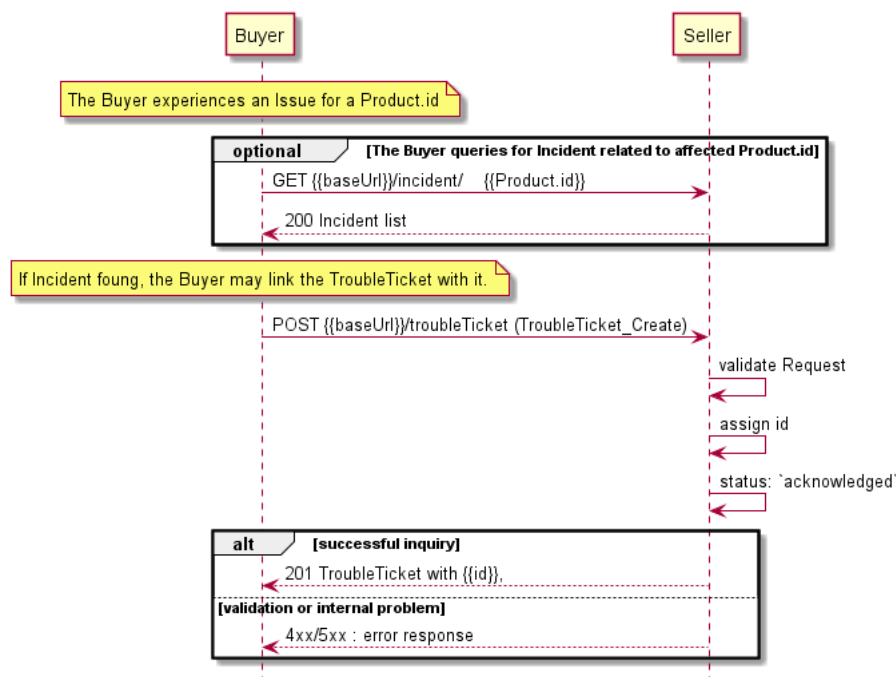 Buyer
Seller
The Buyer experiences an Issue for a Product.id
optional
[The Buyer queries for Incident related to affected Product.id]
GET {{baseUrl}}/incident/ {{Product.id}}
200 Incident list
If Incident foung, the Buyer may link the TroubleTicket with it.
POST {{baseUrl}}/troubleTicket (TroubleTicket_Create)
validate Request
assign id
status: `acknowledged`
alt
[successful inquiry]
201 TroubleTicket with {{id}},
[validation or internal problem]
4xx/5xx : error response